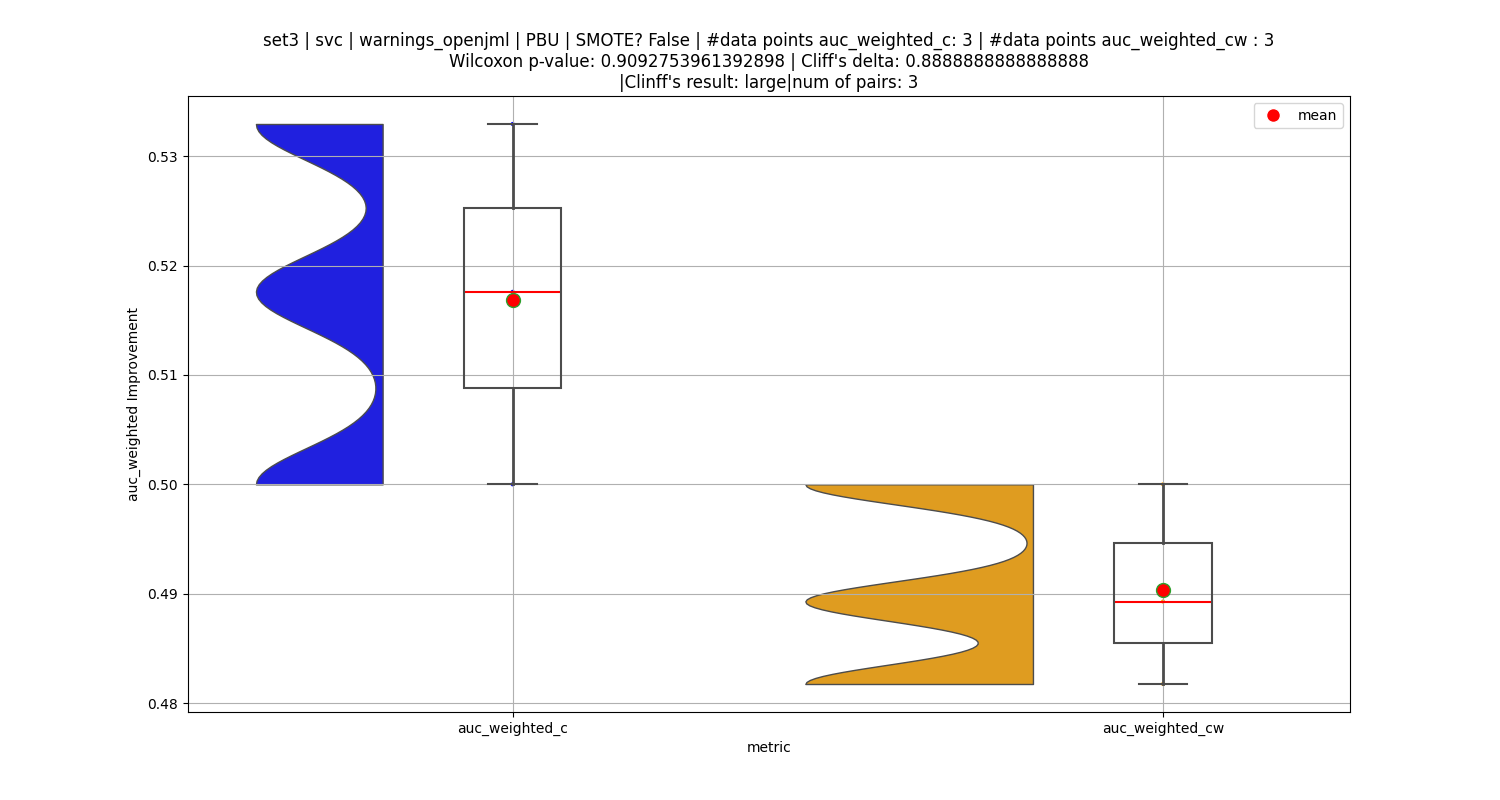 set3 | svc | warnings_openjml | PBU | SMOTE? False | #data points auc_weighted_c: 3 | #data points auc_weighted_cw : 3
Wilcoxon p-value: 0.9092753961392898 | Cliff's delta: 0.8888888888888888
|Clinff's result: large|num of pairs: 3
mean
0.53
0.52
0.51
0.50
0.49
0.48
auc_weighted Improvement
auc_weighted_c
auc_weighted_cw
metric